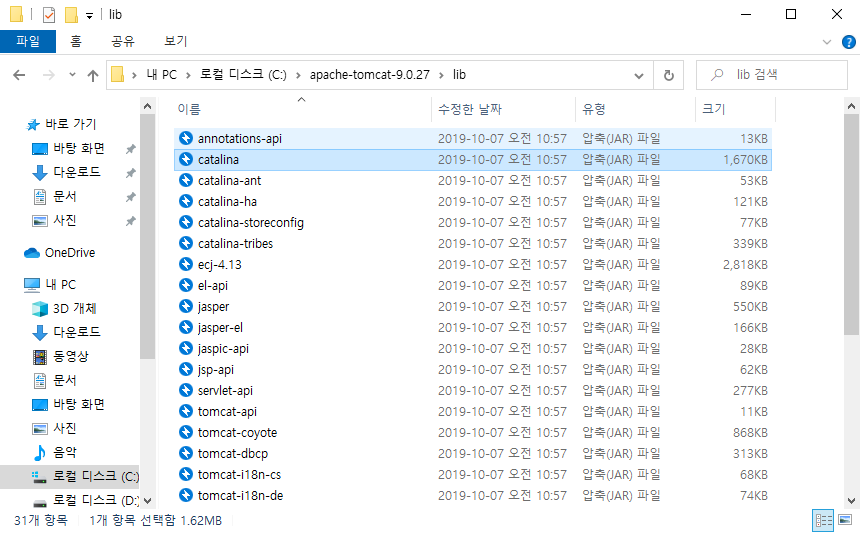 lib
파일 홈 공유 보기
내 PC 로컬 디스크 (C:) apache-tomcat-9.0.27 lib lib 검색
이름 수정한 날짜 유형 크기
바로 가기
바탕 화면
다운로드
문서
사진
OneDrive
내 PC
3D 개체
다운로드
동영상
문서
바탕 화면
사진
음악
로컬 디스크 (C:)
로컬 디스크 (D:)
annotations-api 2019-10-07 오전 10:57 압축(JAR) 파일 13KB
catalina 2019-10-07 오전 10:57 압축(JAR) 파일 1,670KB
catalina-ant 2019-10-07 오전 10:57 압축(JAR) 파일 53KB
catalina-ha 2019-10-07 오전 10:57 압축(JAR) 파일 121KB
catalina-storeconfig 2019-10-07 오전 10:57 압축(JAR) 파일 77KB
catalina-tribes 2019-10-07 오전 10:57 압축(JAR) 파일 339KB
ecj-4.13 2019-10-07 오전 10:57 압축(JAR) 파일 2,818KB
el-api 2019-10-07 오전 10:57 압축(JAR) 파일 89KB
jasper 2019-10-07 오전 10:57 압축(JAR) 파일 550KB
jasper-el 2019-10-07 오전 10:57 압축(JAR) 파일 166KB
jaspic-api 2019-10-07 오전 10:57 압축(JAR) 파일 28KB
jsp-api 2019-10-07 오전 10:57 압축(JAR) 파일 62KB
servlet-api 2019-10-07 오전 10:57 압축(JAR) 파일 277KB
tomcat-api 2019-10-07 오전 10:57 압축(JAR) 파일 11KB
tomcat-coyote 2019-10-07 오전 10:57 압축(JAR) 파일 868KB
tomcat-dbcp 2019-10-07 오전 10:57 압축(JAR) 파일 313KB
tomcat-i18n-cs 2019-10-07 오전 10:57 압축(JAR) 파일 68KB
tomcat-i18n-de 2019-10-07 오전 10:57 압축(JAR) 파일 74KB
31개 항목 1개 항목 선택함 1.62MB